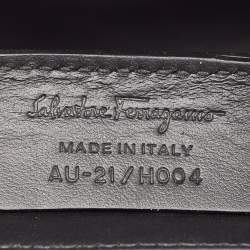 Salvatore Ferragamo
MADE IN ITALY
AU-21/H004